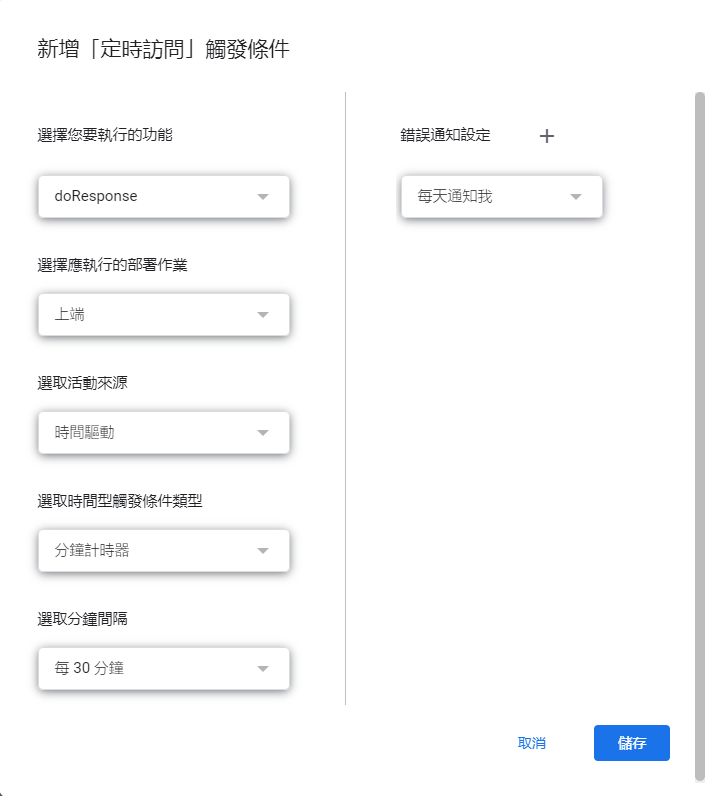 新增「定時訪問」觸發條件
選擇您要執行的功能
doResponse
選擇應執行的部署作業
上端
選取活動來源
時間驅動
選取時間型觸發條件類型
分鐘計時器
選取分鐘間隔
每 30 分鐘
錯誤通知設定
每天通知我
取消
儲存